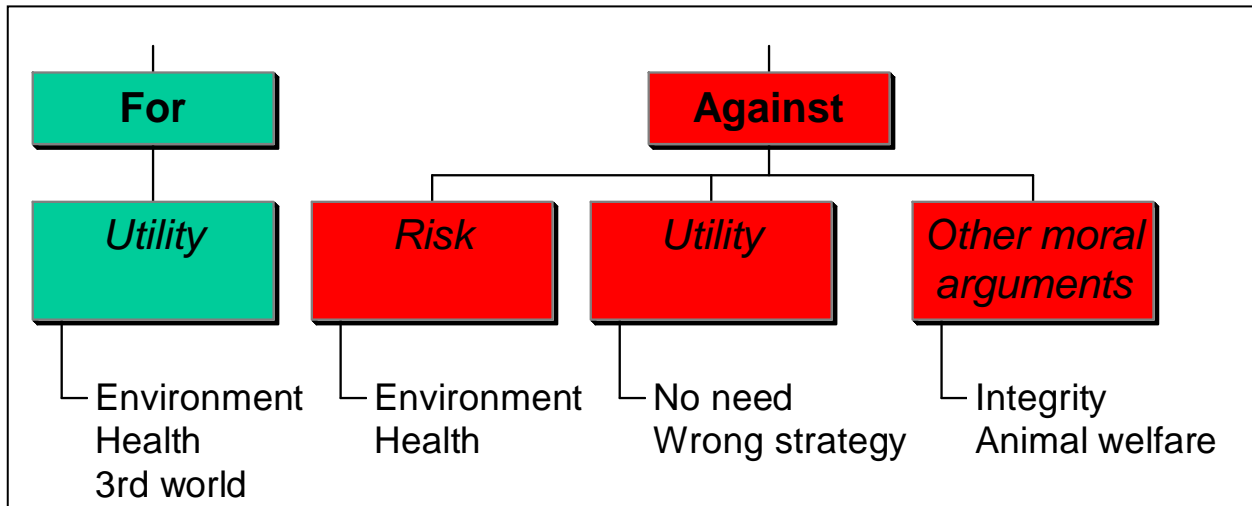 For
Against
Utility
Risk
Utility
Other moral
arguments
Environment
Health
3rd world
Environment
Health
No need
Wrong strategy
Integrity
Animal welfare